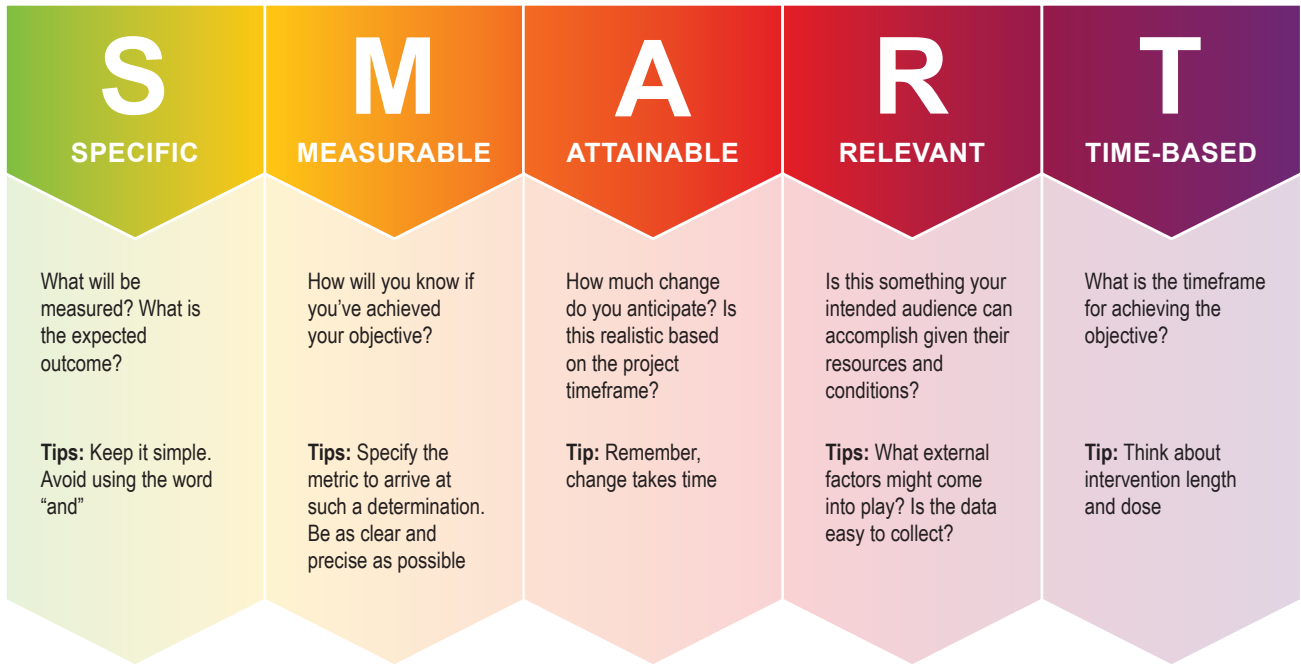 S
SPECIFIC
What will be
measured? What is
the expected
outcome?
Tips: Keep it simple.
Avoid using the word
“and”
M
MEASURABLE
How will you know if
you’ve achieved
your objective?
Tips: Specify the
metric to arrive at
such a determination.
Be as clear and
precise as possible
A
ATTAINABLE
How much change
do you anticipate? Is
this realistic based
on the project
timeframe?
Tip: Remember,
change takes time
R
RELEVANT
Is this something your
intended audience can
accomplish given their
resources and
conditions?
Tips: What external
factors might come
into play? Is the data
easy to collect?
T
TIME-BASED
What is the timeframe
for achieving the
objective?
Tip: Think about
intervention length
and dose